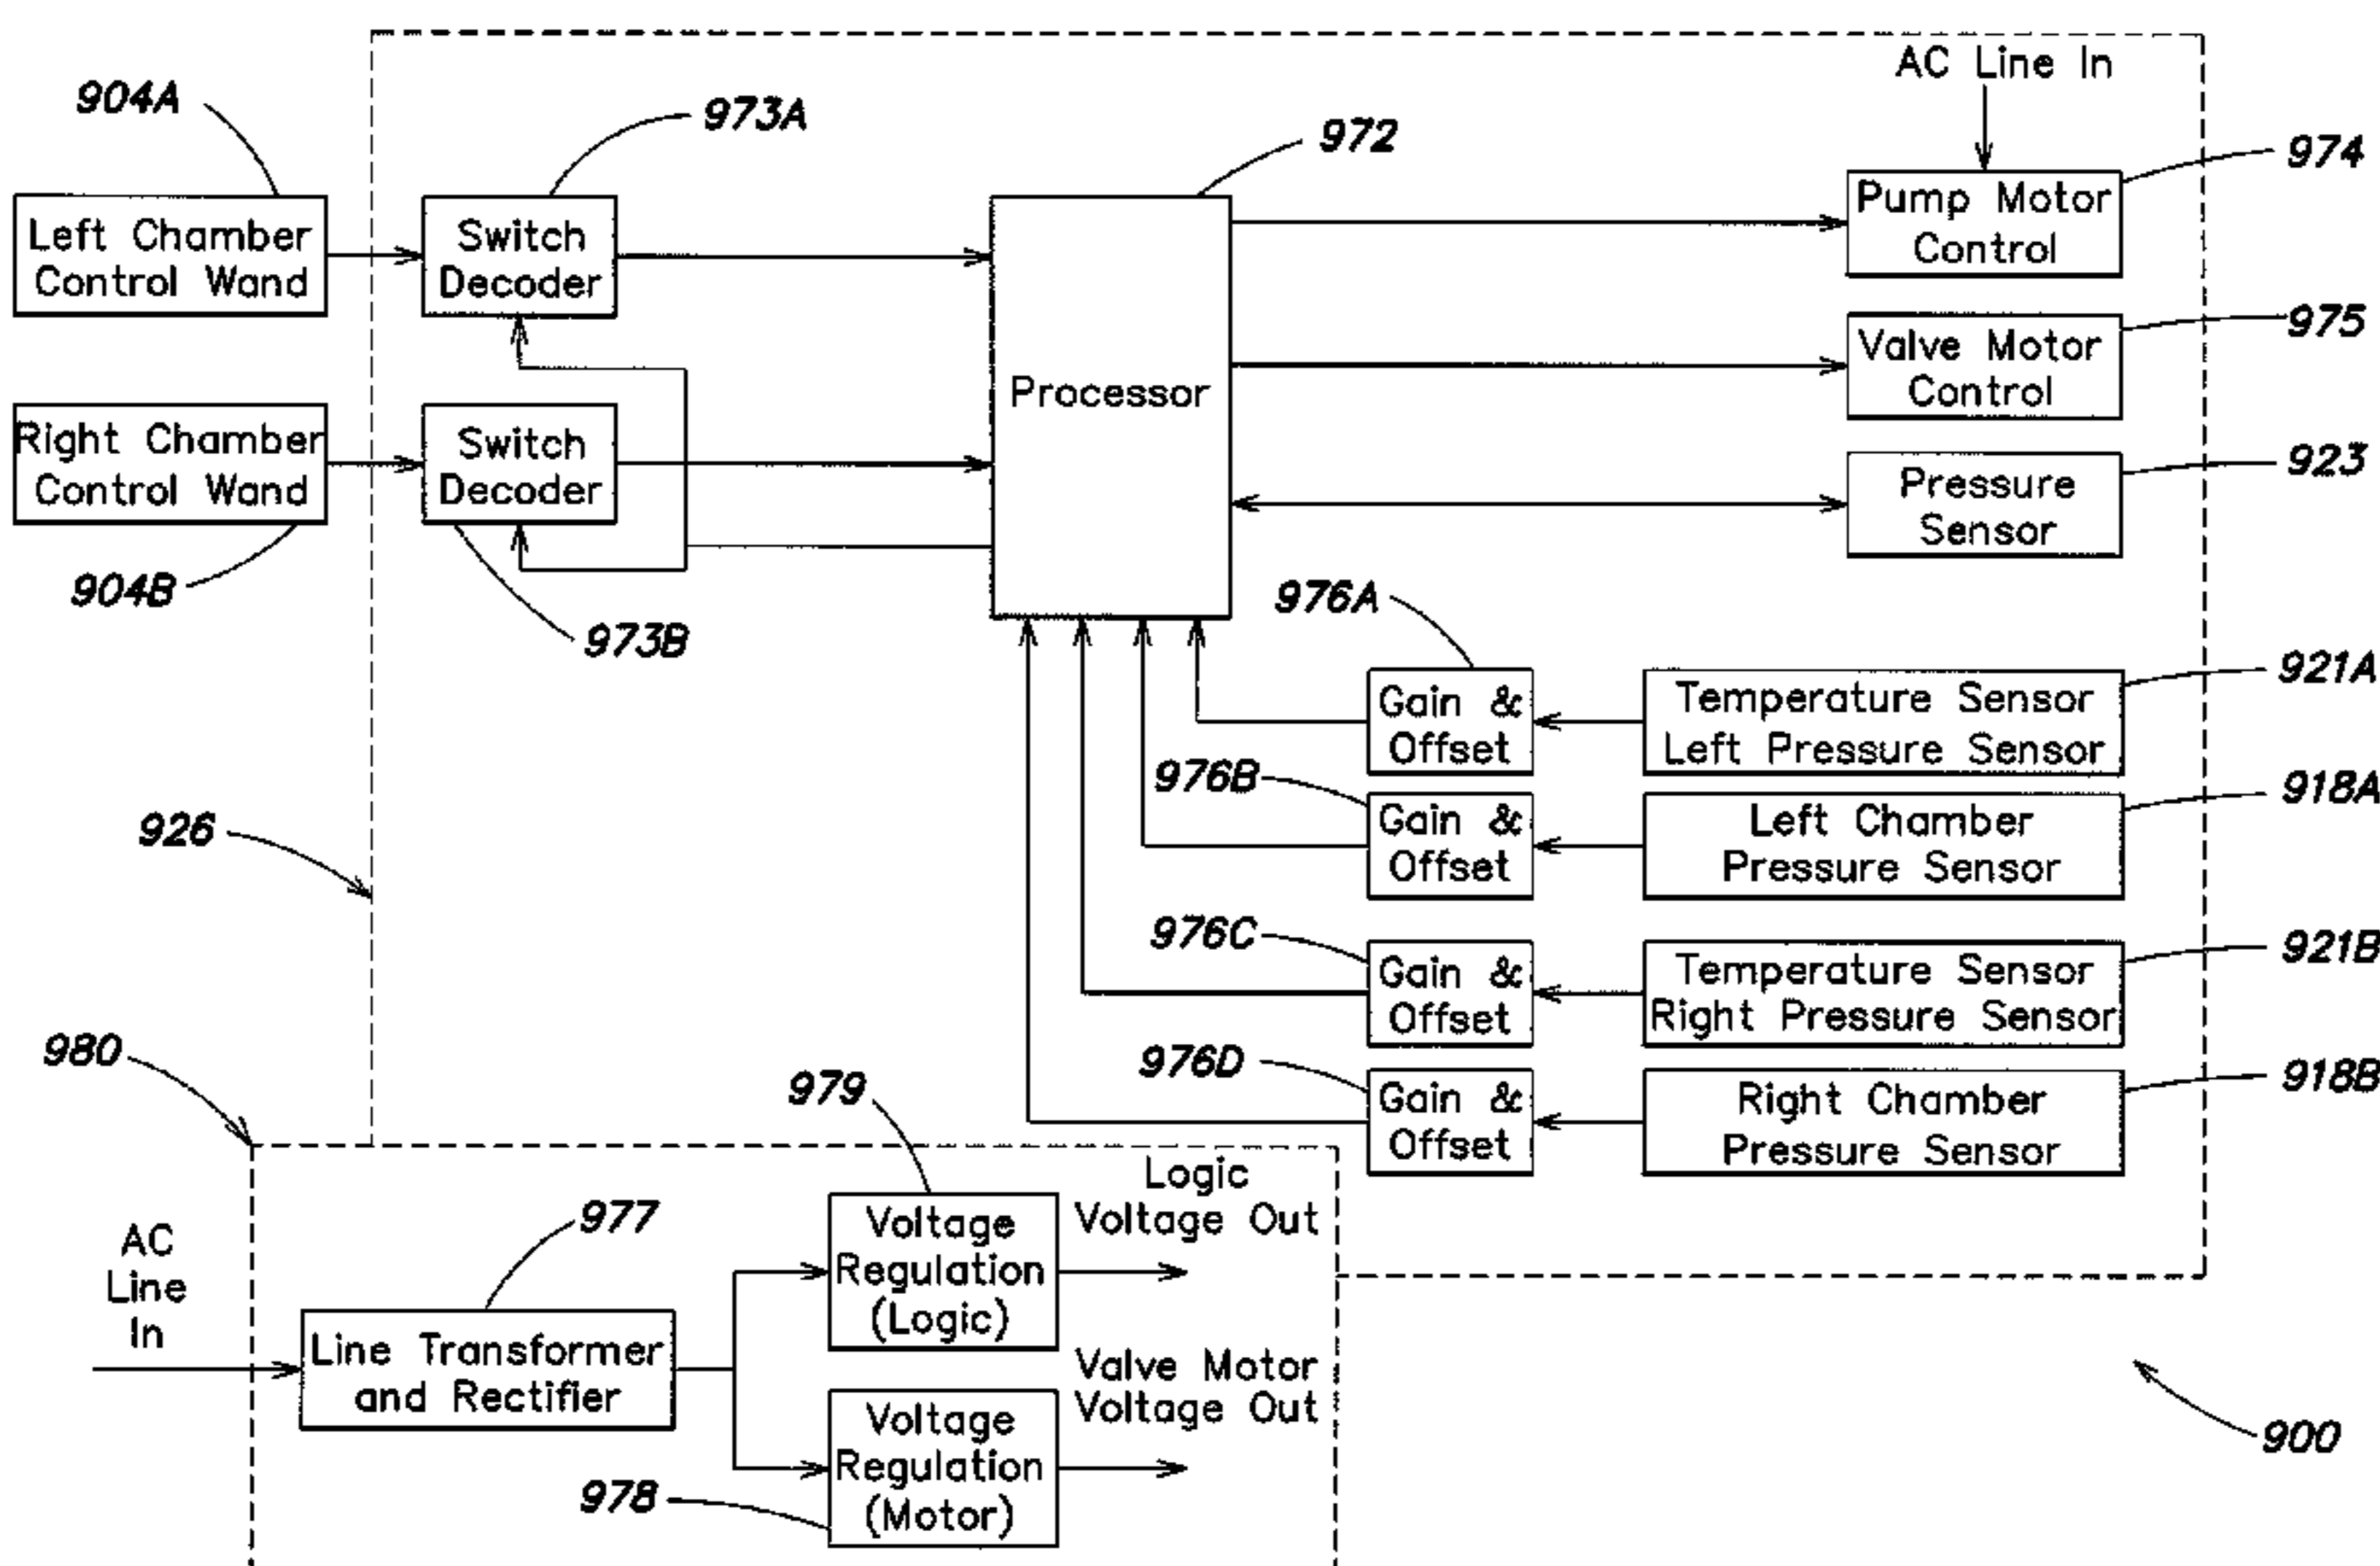 AC Line In
904A
973A
972
974
Left Chamber
Control Wand
Switch
Decoder
Pump Motor
Control
975
Valve Motor
Control
Processor
Right Chamber
Control Wand
Switch
Decoder
923
Pressure
Sensor
904B
973B
976A
921A
Gain &
Offset
Temperature Sensor
Left Pressure Sensor
976B
918A
Gain &
Offset
Left Chamber
Pressure Sensor
926
976C
921B
Gain &
Offset
Temperature Sensor
Right Pressure Sensor
980
976D
918B
Gain &
Offset
Right Chamber
Pressure Sensor
979
Logic
Voltage Out
977
Voltage
Regulation
(Logic)
AC
Line
In
Line Transformer
and Rectifier
Valve Motor
Voltage Out
Voltage
Regulation
(Motor)
978
900